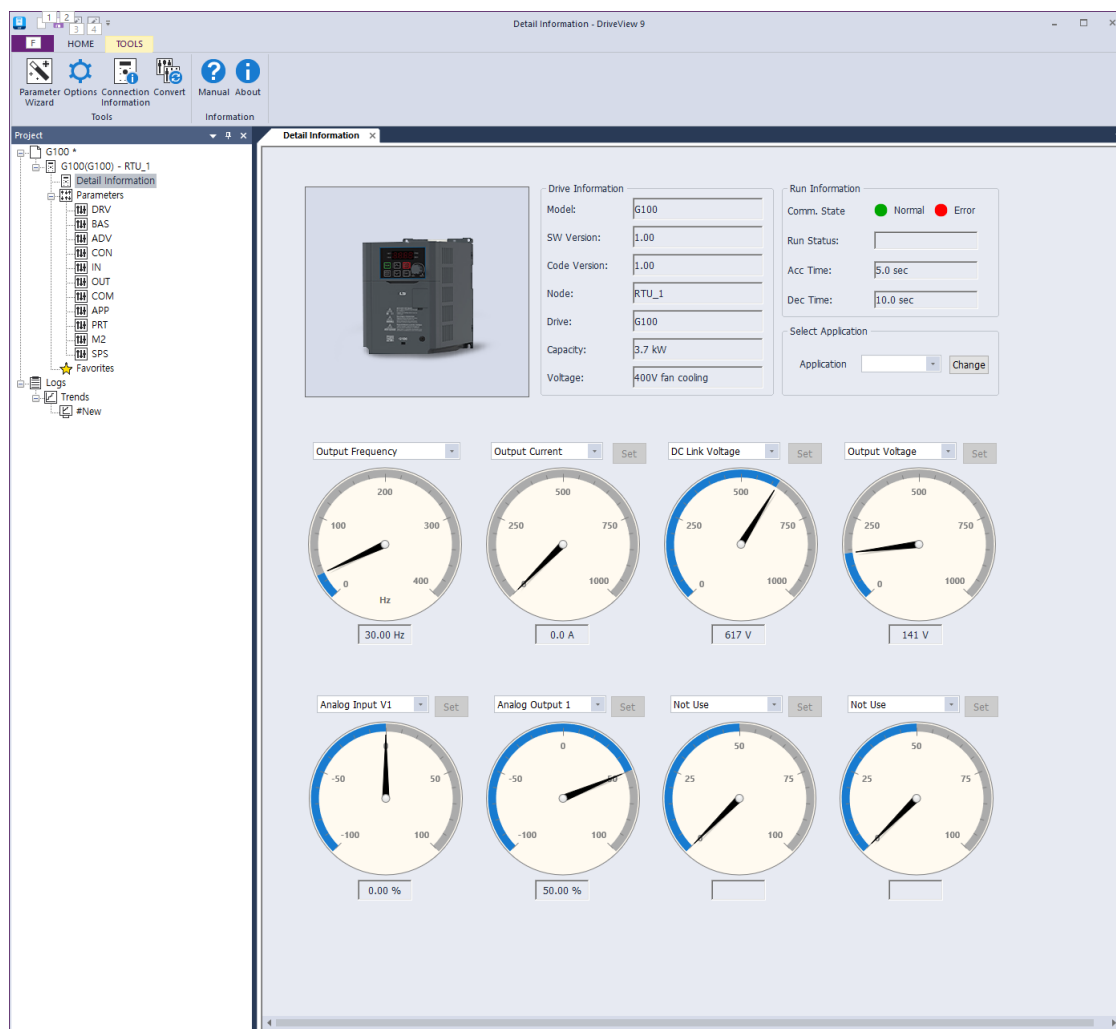 1 2 Detail Information - DriveView 9
3 4
F HOME TOOLS
Parameter Wizard Options Connection Information Convert Manual About
Tools Information
Project
G100 *
G100(G100) - RTU_1
Detail Information
Parameters
DRV
BAS
ADV
CON
IN
OUT
COM
APP
PRT
M2
SPS
Favorites
Logs
Trends
#New
Detail Information
Drive Information
Model: G100
SW Version: 1.00
Code Version: 1.00
Node: RTU_1
Drive: G100
Capacity: 3.7 kW
Voltage: 400V fan cooling
Run Information
Comm. State Normal Error
Run Status:
Acc Time: 5.0 sec
Dec Time: 10.0 sec
Select Application
Application Change
Output Frequency
0 100 200 300 400
Hz
30.00 Hz
Output Current Set
0 250 500 750 1000
0.0 A
DC Link Voltage Set
0 250 500 750 1000
617 V
Output Voltage Set
0 250 500 750 1000
141 V
Analog Input V1 Set
-100 -50 0 50 100
0.00 %
Analog Output 1 Set
-100 -50 0 50 100
50.00 %
Not Use Set
0 25 50 75 100
Not Use Set
0 25 50 75 100